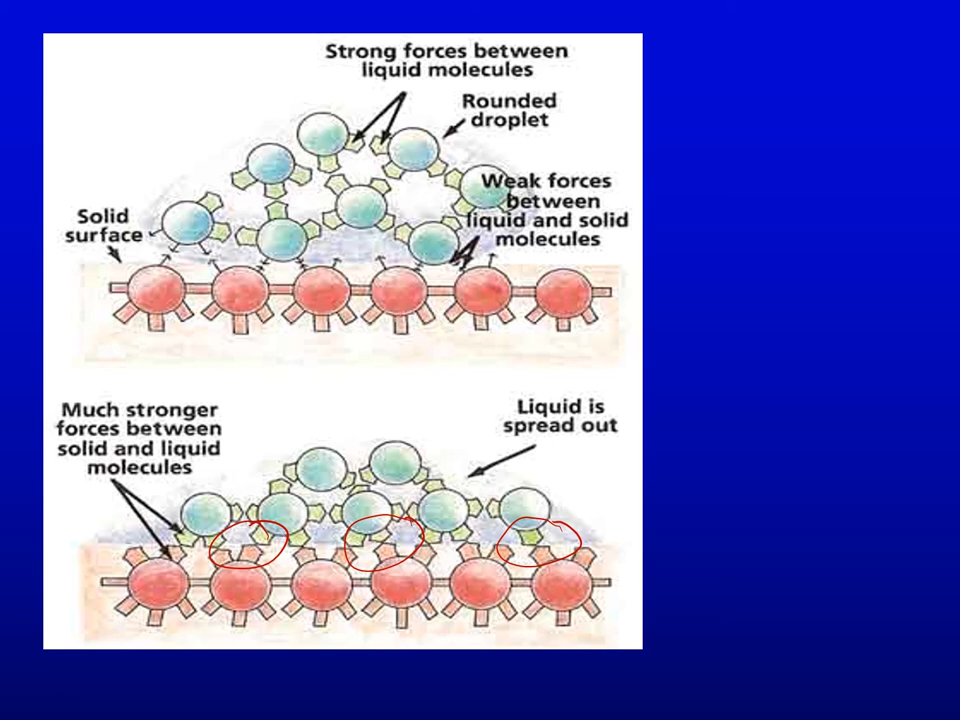 Strong forces between
liquid molecules
Rounded
droplet
Weak forces
between
liquid and solid
molecules
Solid
surface
Much stronger
forces between
solid and liquid
molecules
Liquid is
spread out